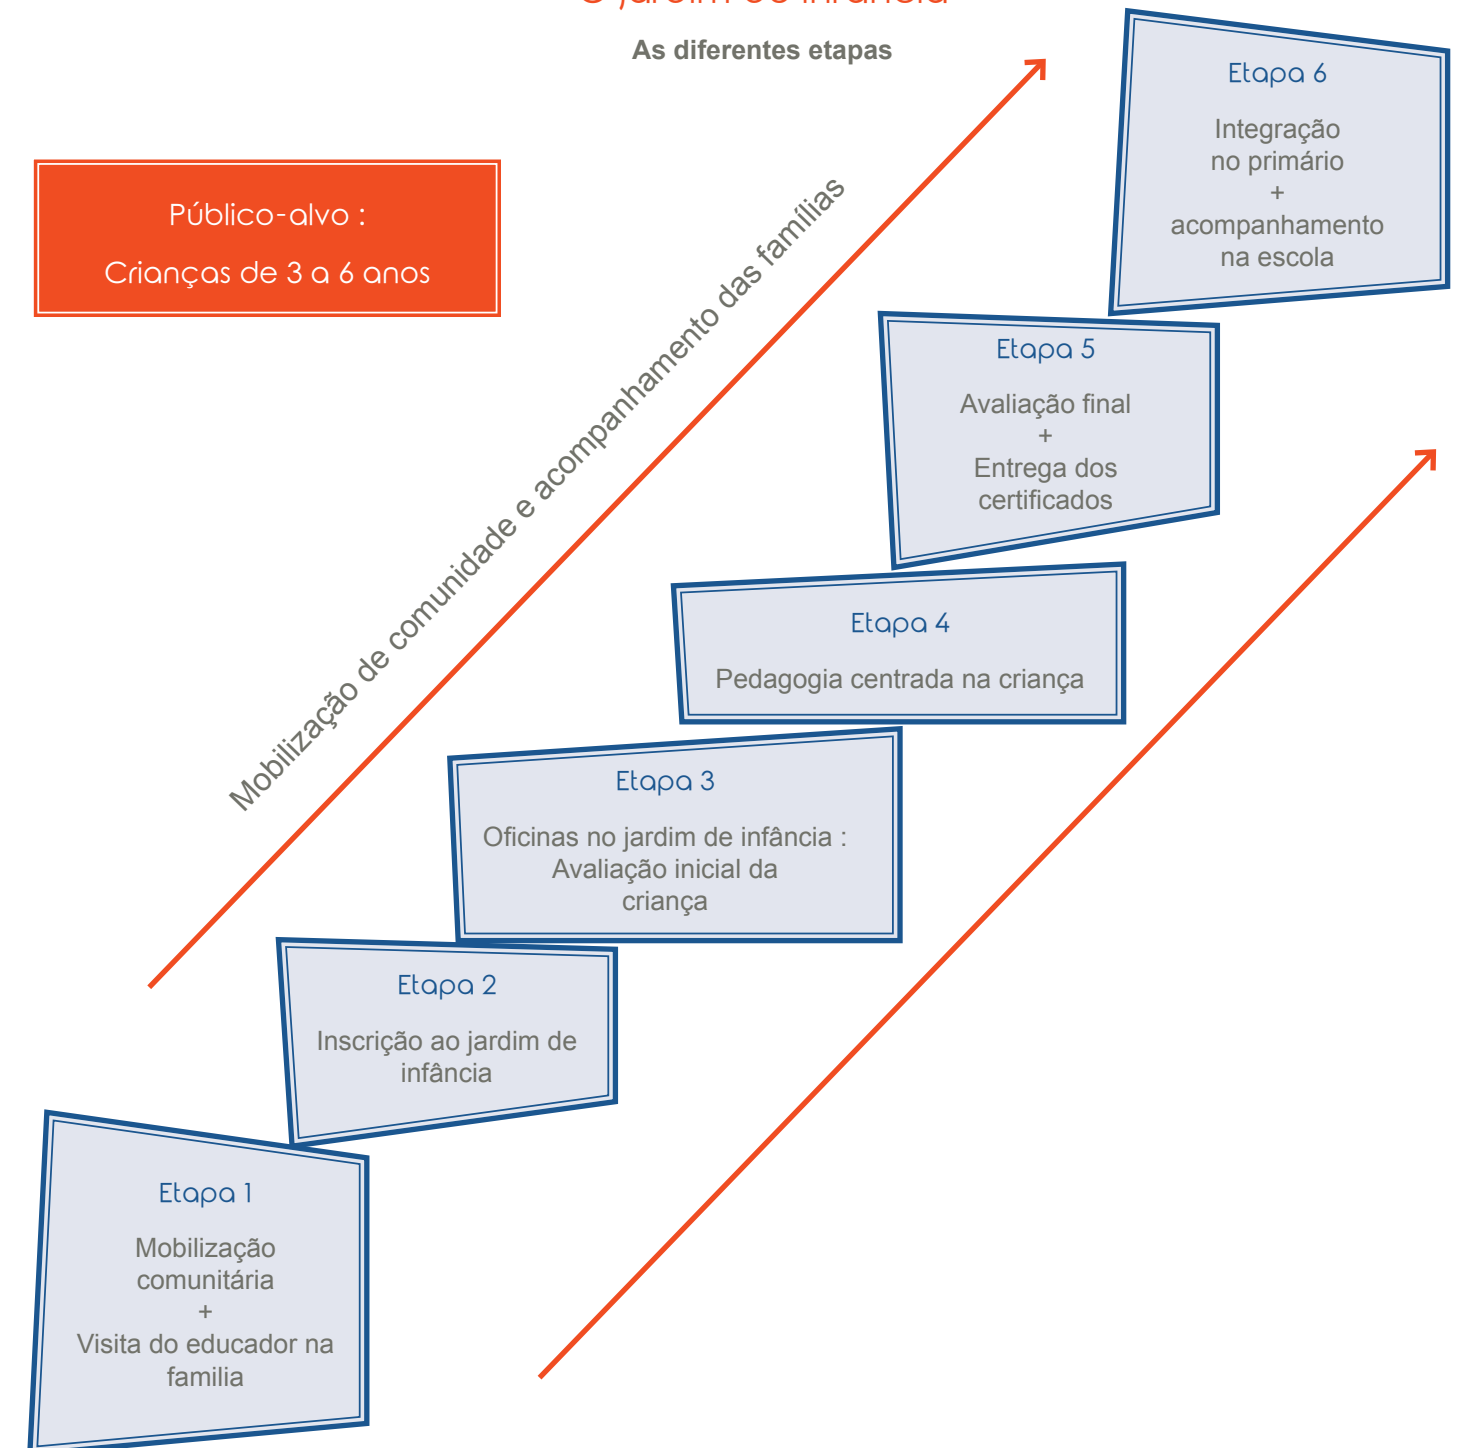 O jardim de infância
As diferentes etapas
Público-alvo :
Crianças de 3 a 6 anos
Mobilização de comunidade e acompanhamento das famílias
Etapa 6
Integração
no primário
+
acompanhamento
na escola
Etapa 5
Avaliação final
+
Entrega dos
certificados
Etapa 4
Pedagogia centrada na criança
Etapa 3
Oficinas no jardim de infância :
Avaliação inicial da
criança
Etapa 2
Inscrição ao jardim de
infância
Etapa 1
Mobilização
comunitária
+
Visita do educador na
familia